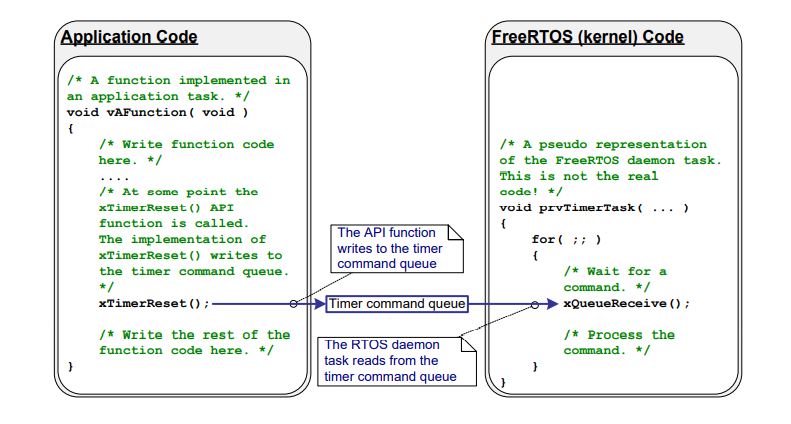 Application Code
/* A function implemented in
an application task. */
void vAFunction( void )
{
/* Write function code
here. */
....
/* At some point the
xTimerReset() API
function is called.
The implementation of
xTimerReset() writes to
the timer command queue.
*/
xTimerReset();
/* Write the rest of the
function code here. */
}
The API function
writes to the timer
command queue
Timer command queue
The RTOS daemon
task reads from the
timer command queue
FreeRTOS (kernel) Code
/* A pseudo representation
of the FreeRTOS daemon task.
This is not the real
code! */
void prvTimerTask( ... )
{
for( ;; )
{
/* Wait for a
command. */
xQueueReceive();
/* Process the
command. */
}
}